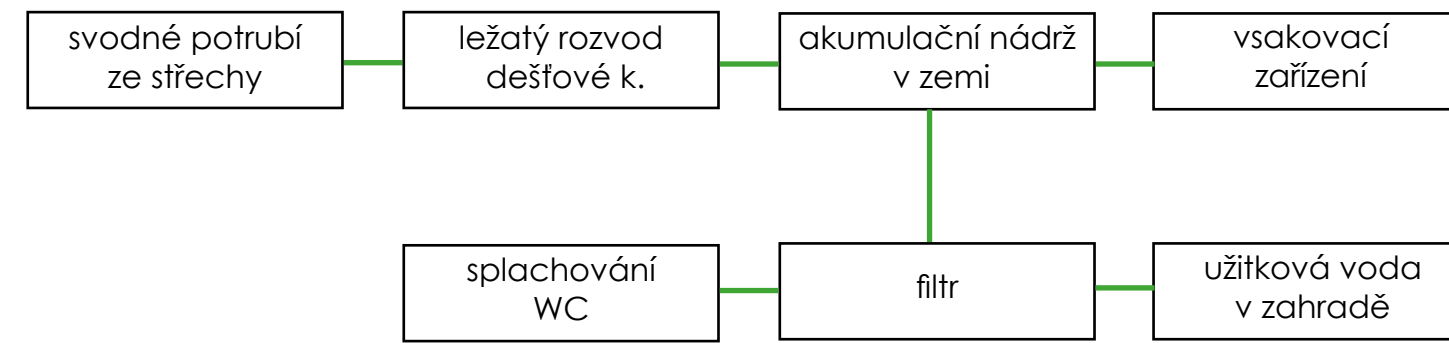 svodné potrubí
ze střechy
ležatý rozvod
dešťové k.
akumulační nádrž
v zemi
vsakovací
zařízení
splachování
WC
filtr
užitková voda
v zahradě